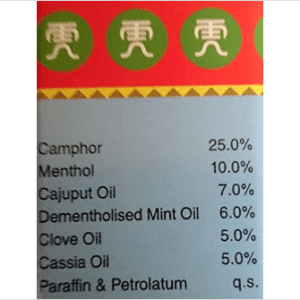 Camphor 25.0%
Menthol 10.0%
Cajuput Oil 7.0%
Dementholised Mint Oil 6.0%
Clove Oil 5.0%
Cassia Oil 5.0%
Paraffin & Petrolatum q.s.